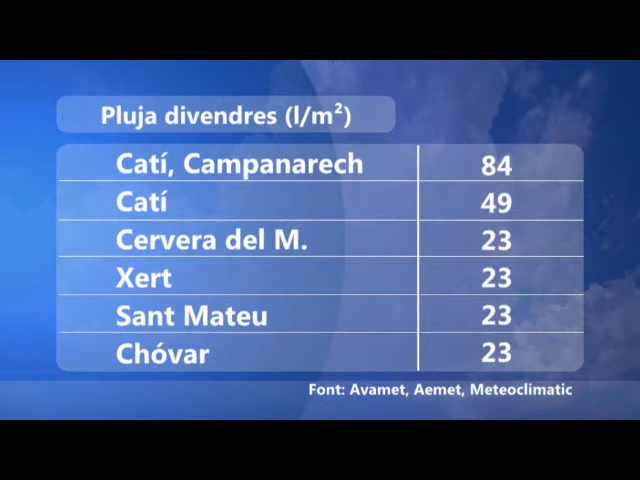 Pluja divendres (l/m²)
Catí, Campanarech 84
Catí 49
Cervera del M. 23
Xert 23
Sant Mateu 23
Chóvar 23
Font: Avamet, Aemet, Meteoclimatic